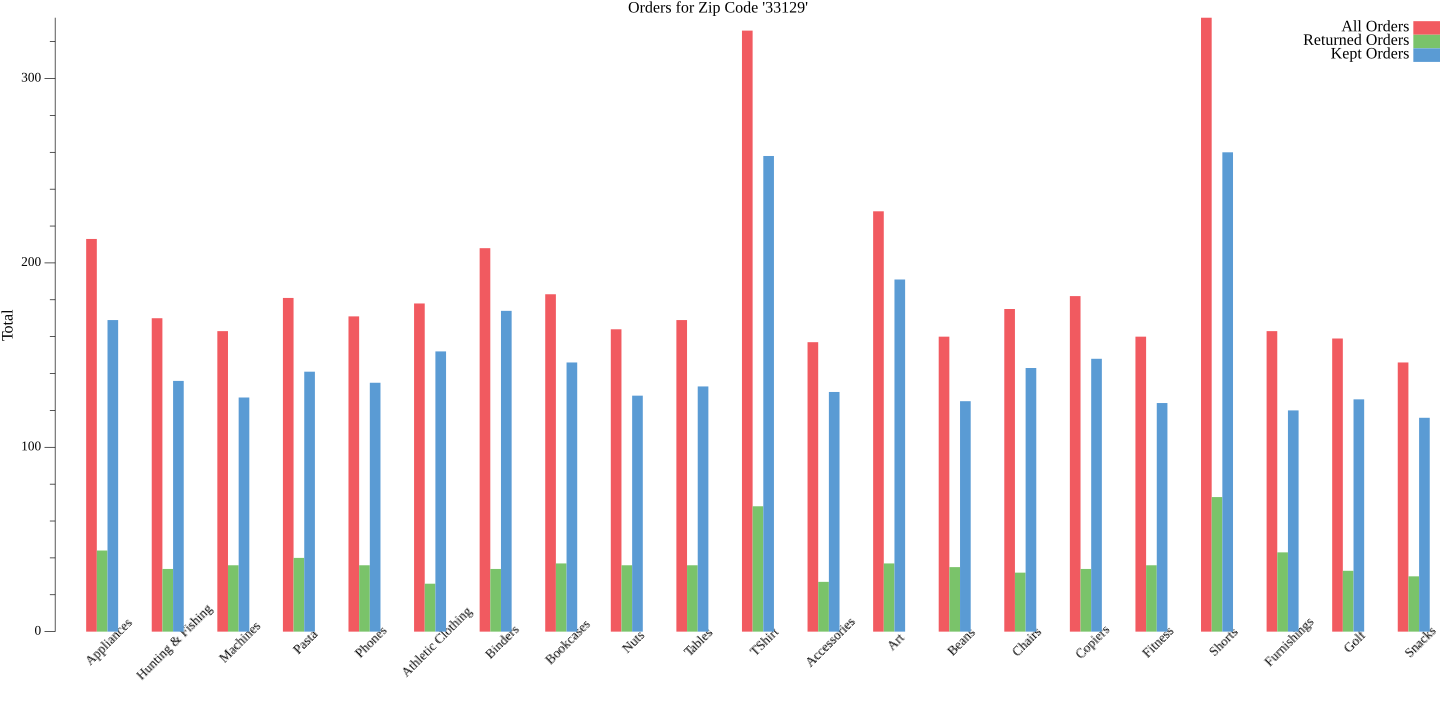 Orders for Zip Code '33129'
All Orders
Returned Orders
Kept Orders
Total
300
200
100
0
Appliances
Hunting & Fishing
Machines
Pasta
Phones
Athletic Clothing
Binders
Bookcases
Nuts
Tables
TShirt
Accessories
Art
Beans
Chairs
Copiers
Fitness
Shorts
Furnishings
Golf
Snacks